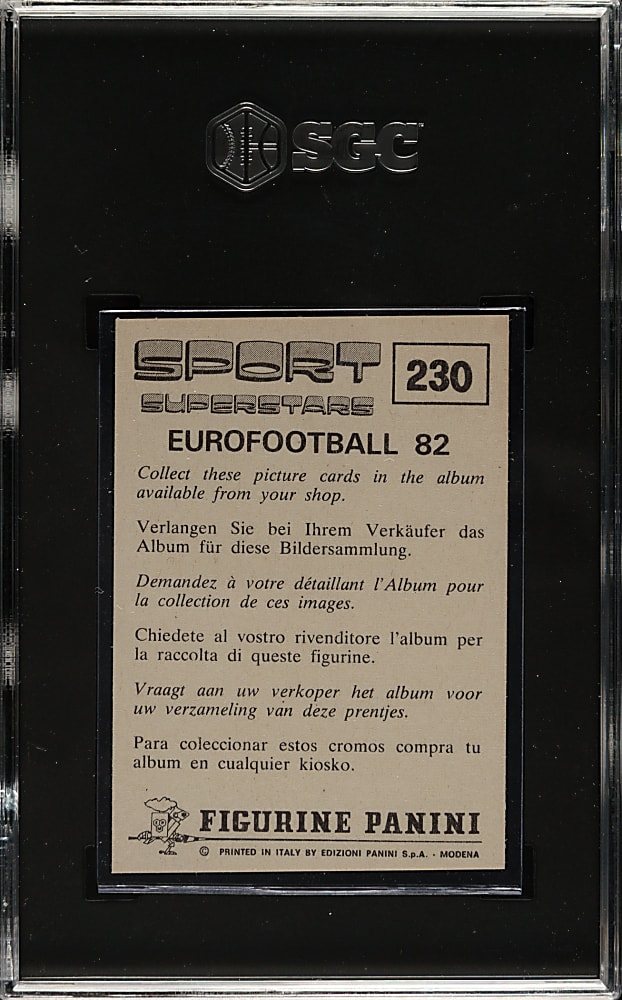 SGC
SPORT
SUPERSTARS
230
EUROFOOTBALL 82
Collect these picture cards in the album
available from your shop.
Verlangen Sie bei Ihrem Verkäufer das
Album für diese Bildersammlung.
Demandez à votre détaillant l'Album pour
la collection de ces images.
Chiedete al vostro rivenditore l'album per
la raccolta di queste figurine.
Vraagt aan uw verkoper het album voor
uw verzameling van deze prentjes.
Para coleccionar estos cromos compra tu
album en cualquier kiosko.
FIGURINE PANINI
© PRINTED IN ITALY BY EDIZIONI PANINI S.p.A. - MODENA